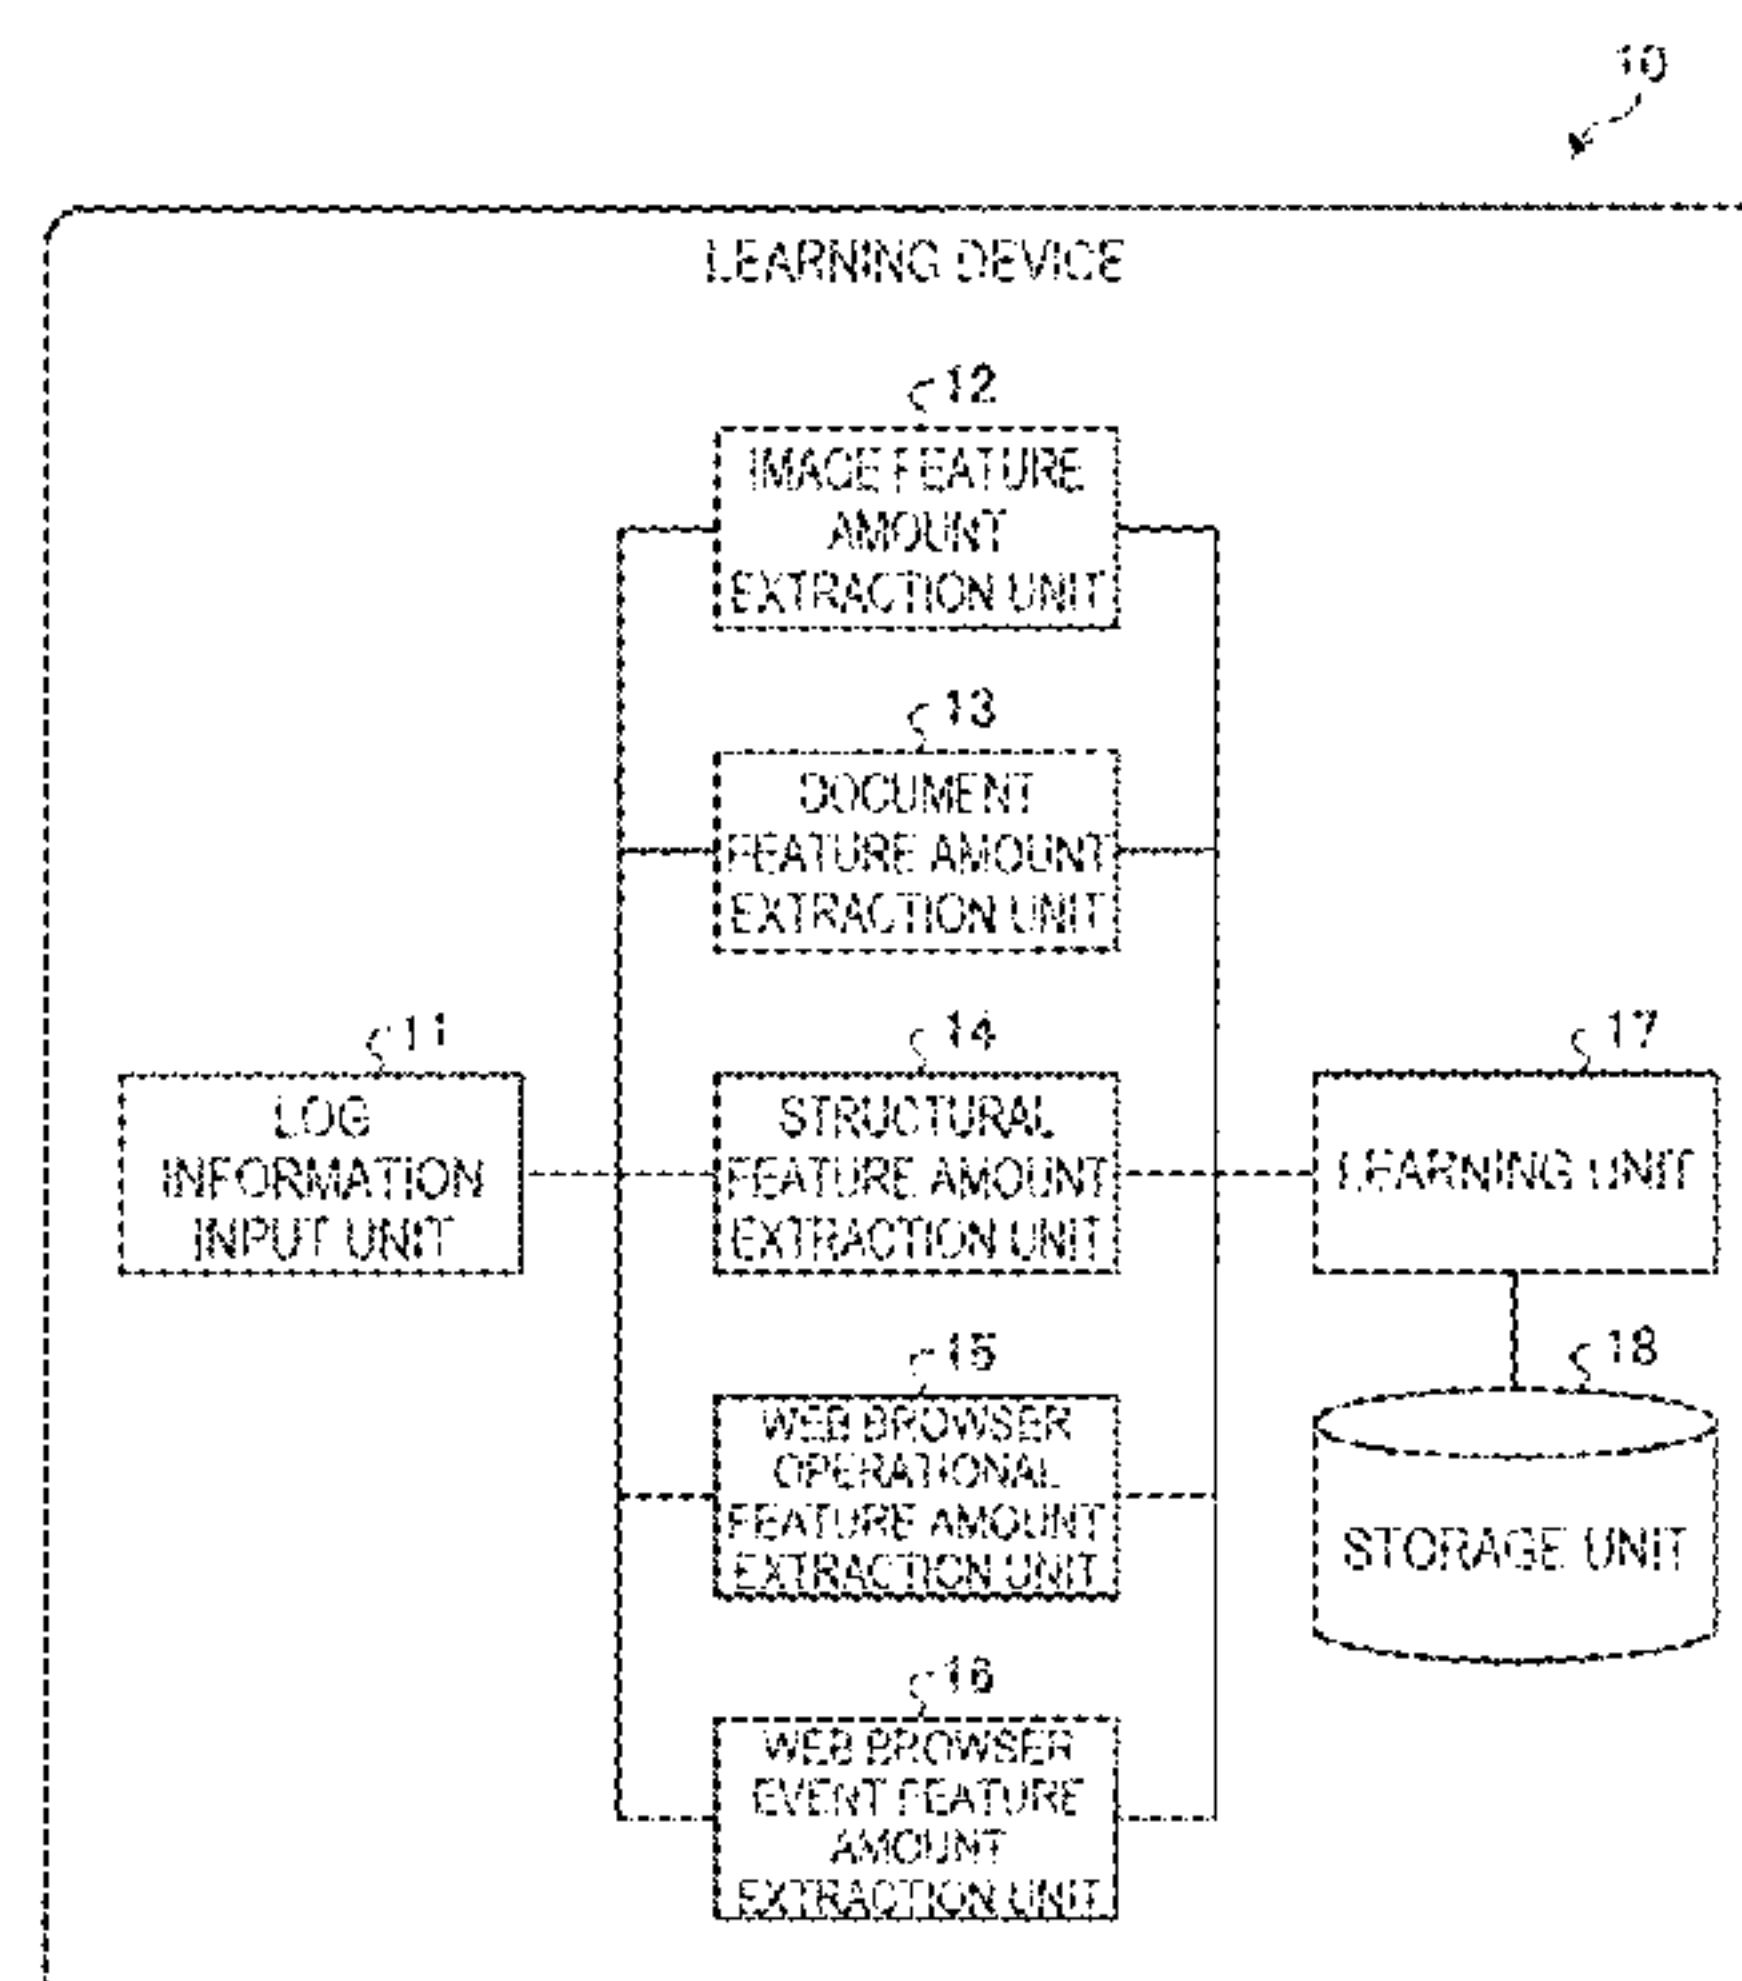 10
LEARNING DEVICE
12
IMAGE FEATURE
AMOUNT
EXTRACTION UNIT
13
DOCUMENT
FEATURE AMOUNT
EXTRACTION UNIT
11
LOG
INFORMATION
INPUT UNIT
14
STRUCTURAL
FEATURE AMOUNT
EXTRACTION UNIT
17
LEARNING UNIT
15
WEB BROWSER
OPERATIONAL
FEATURE AMOUNT
EXTRACTION UNIT
18
STORAGE UNIT
16
WEB BROWSER
EVENT FEATURE
AMOUNT
EXTRACTION UNIT